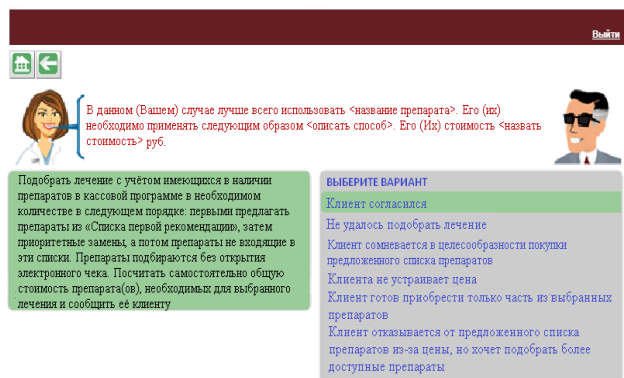 Выйти
В данном (Вашем) случае лучше всего использовать <название препарата>. Его (их)
необходимо применять следующим образом <описать способ>. Его (Их) стоимость <назвать
стоимость> руб.
Подобрать лечение с учётом имеющихся в наличии
препаратов в кассовой программе в необходимом
количестве в следующем порядке: первыми предлагать
препараты из «Списка первой рекомендации», затем
приоритетные замены, а потом препараты не входящие в
эти списки. Препараты подбираются без открытия
электронного чека. Посчитать самостоятельно общую
стоимость препарата(ов), необходимых для выбранного
лечения и сообщить её клиенту
ВЫБЕРИТЕ ВАРИАНТ
Клиент согласился
Не удалось подобрать лечение
Клиент сомневается в целесообразности покупки
предложенного списка препаратов
Клиента не устраивает цена
Клиент готов приобрести только часть из выбранных
препаратов
Клиент отказывается от предложенного списка
препаратов из-за цены, но хочет подобрать более
доступные препараты